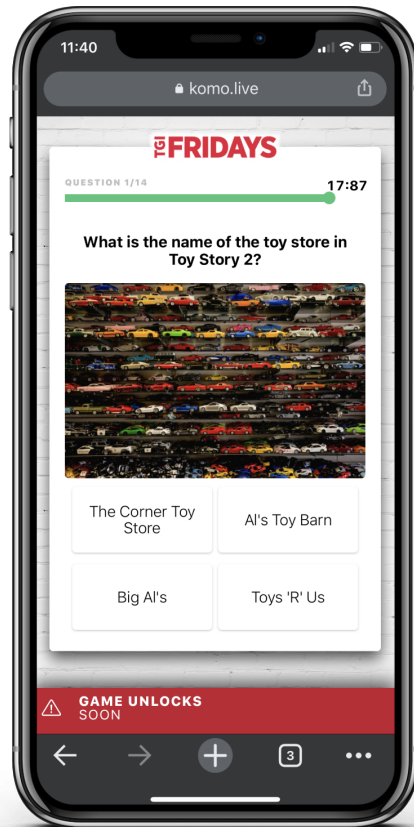 11:40
komo.live
TGI FRIDAYS
QUESTION 1/14
17:87
What is the name of the toy store in
Toy Story 2?
The Corner Toy
Store
Al's Toy Barn
Big Al's
Toys 'R' Us
GAME UNLOCKS
SOON
3